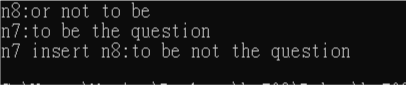 n8:or not to be
n7:to be the question
n7 insert n8:to be not the question